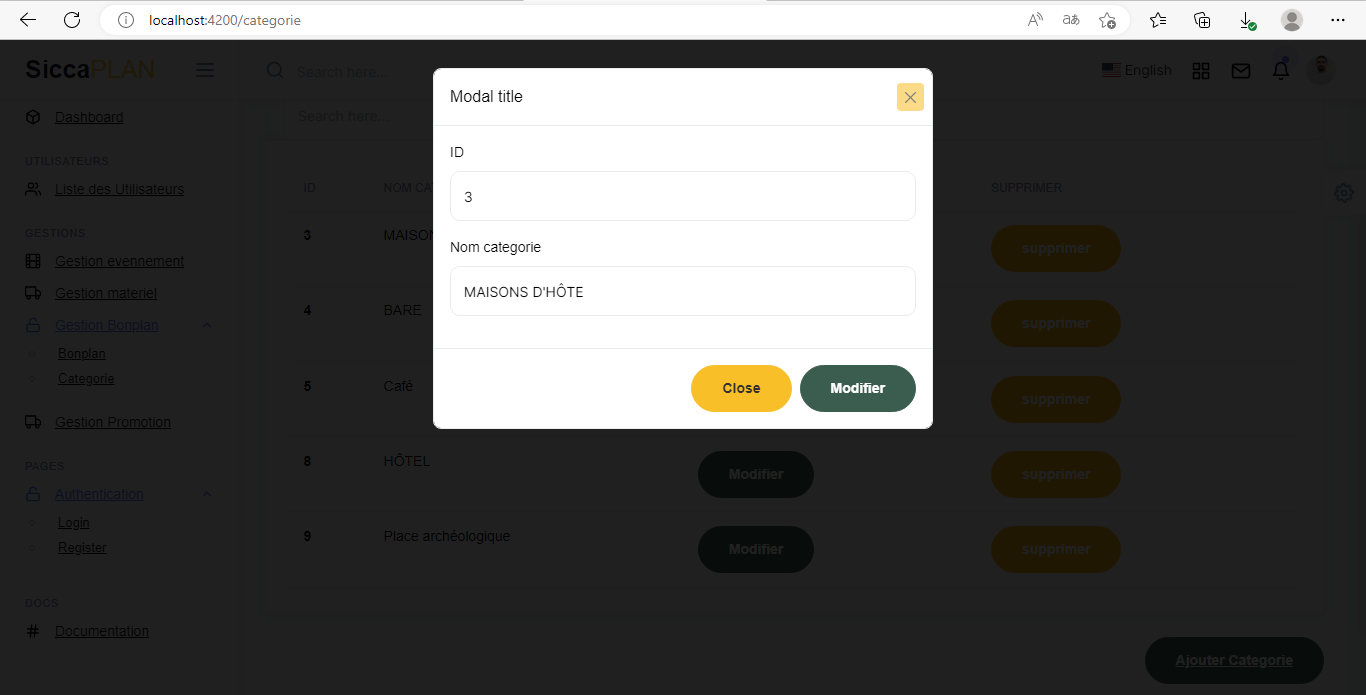 localhost:4200/categorie
SiccaPLAN
Search here...
English
Search here...
Dashboard
UTILISATEURS
Liste des Utilisateurs
GESTIONS
Gestion evennement
Gestion materiel
Gestion Bonplan
Bonplan
Categorie
Gestion Promotion
PAGES
Authentication
Login
Register
DOCS
Documentation
Modal title
ID
3
Nom categorie
MAISONS D'HÔTE
Close
Modifier
ID NOM CA SUPPRIMER
3 MAISON supprimer
4 BARE supprimer
5 Café supprimer
8 HÔTEL Modifier supprimer
9 Place archéologique Modifier supprimer
Ajouter Categorie